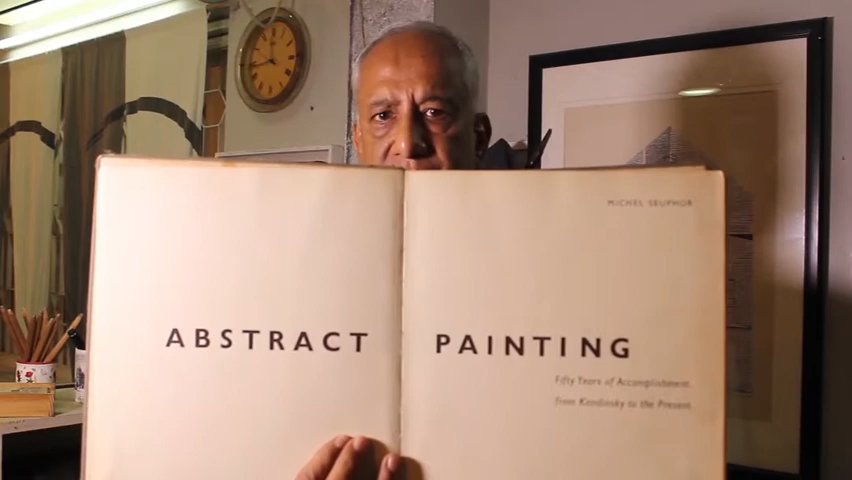 MICHEL SEUPHOR
ABSTRACT PAINTING
Fifty Years of Accomplishment,
from Kandinsky to the Present